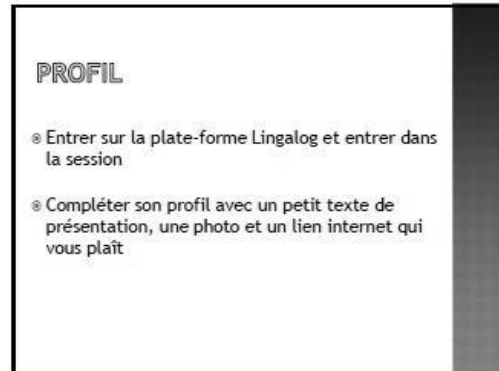 PROFIL
Entrer sur la plate-forme Lingalog et entrer dans
la session
Compléter son profil avec un petit texte de
présentation, une photo et un lien internet qui
vous plaît